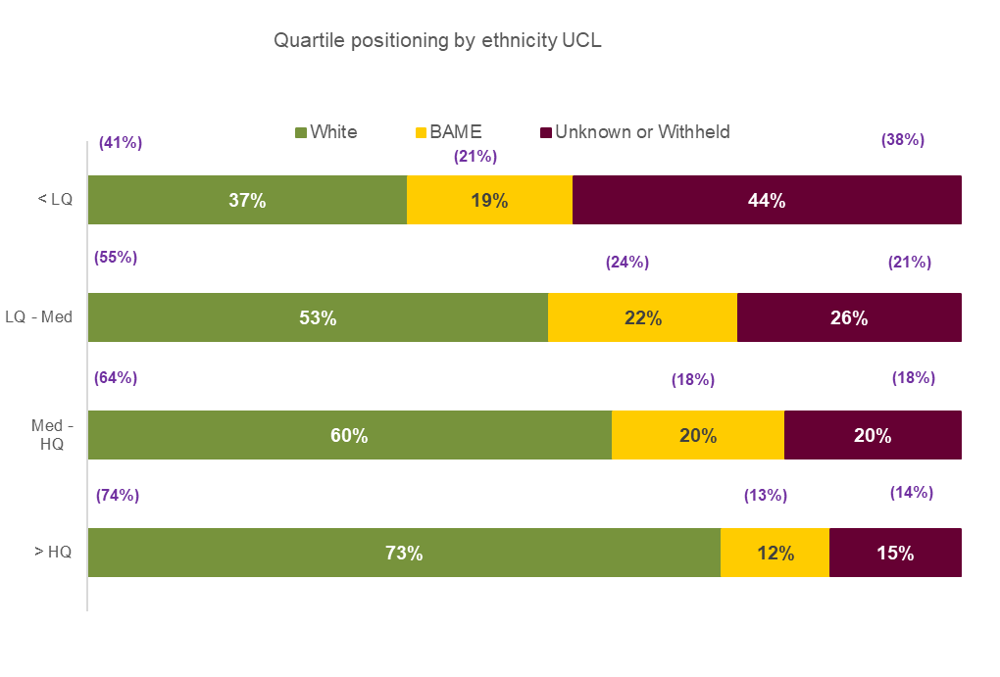 Quartile positioning by ethnicity UCL
White BAME Unknown or Withheld
(41%) (21%) (38%)
< LQ 37% 19% 44%
(55%) (24%) (21%)
LQ - Med 53% 22% 26%
(64%) (18%) (18%)
Med -
HQ 60% 20% 20%
(74%) (13%) (14%)
> HQ 73% 12% 15%